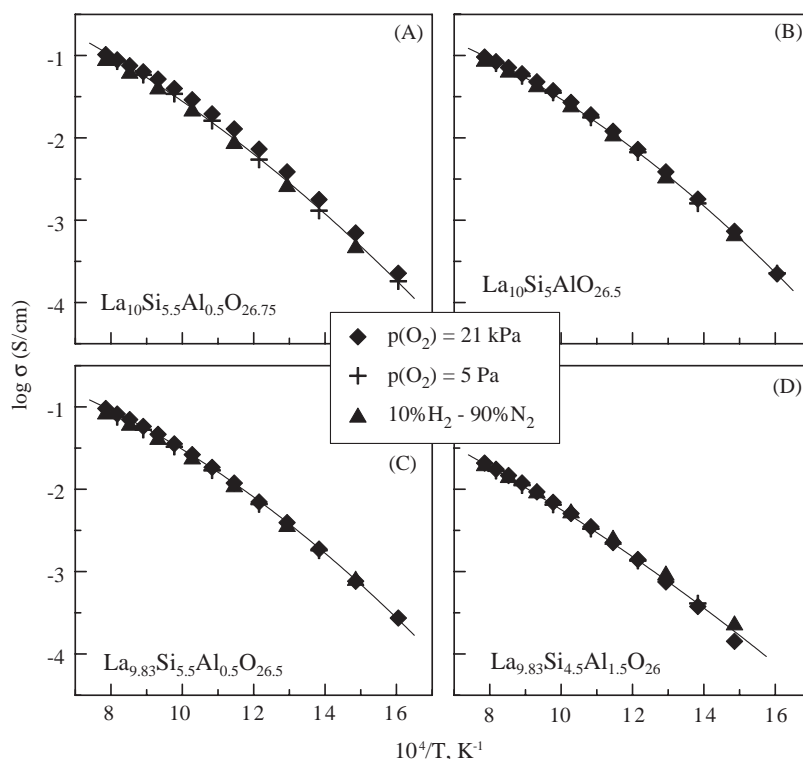 (A)
(B)
-1
-2
-3
-4
La₁₀Si₅.₅Al₀.₅O₂₆.₇₅
La₁₀Si₅AlO₂₆.₅
log σ (S/cm)
p(O₂) = 21 kPa
p(O₂) = 5 Pa
10%H₂ - 90%N₂
(C)
(D)
-1
-2
-3
-4
La₉.₈₃Si₅.₅Al₀.₅O₂₆.₅
La₉.₈₃Si₄.₅Al₁.₅O₂₆
8 10 12 14 16
8 10 12 14 16
10⁴/T, K⁻¹